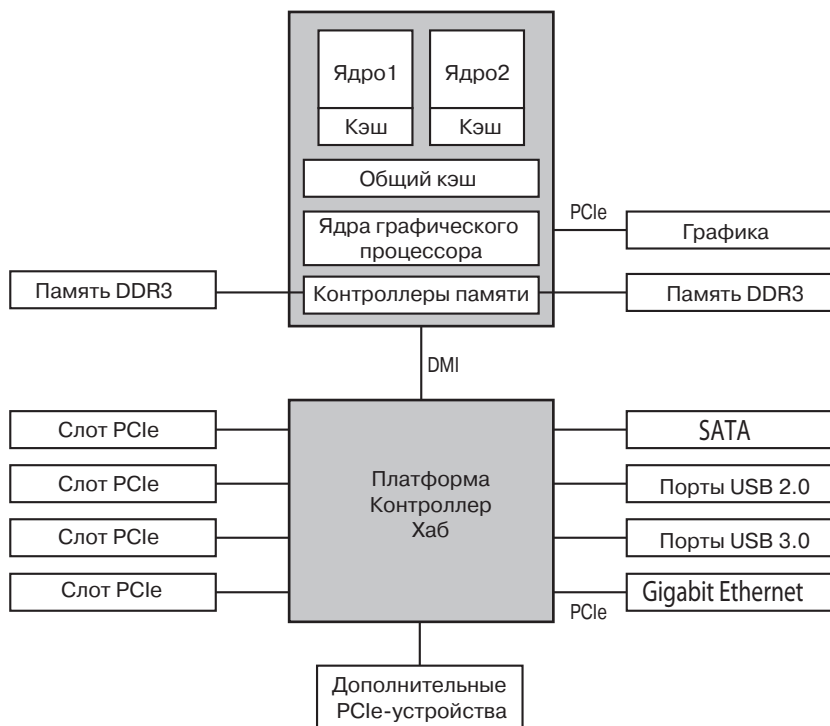 Ядро1
Ядро2
Кэш
Кэш
Общий кэш
Ядра графического
процессора
PCIe
Графика
Память DDR3
Контроллеры памяти
Память DDR3
DMI
Слот PCIe
Слот PCIe
Слот PCIe
Слот PCIe
Платформа
Контроллер
Хаб
SATA
Порты USB 2.0
Порты USB 3.0
Gigabit Ethernet
PCIe
Дополнительные
PCIe-устройства